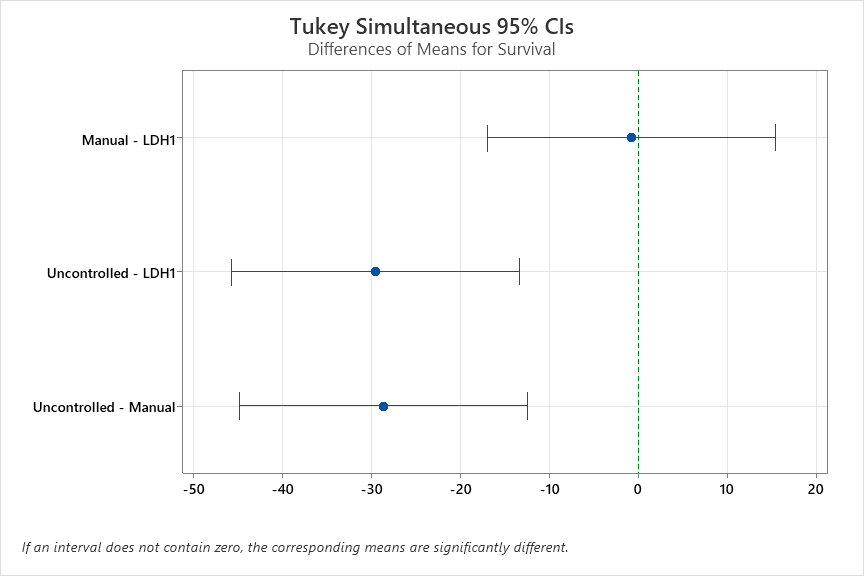 Tukey Simultaneous 95% CIs
Differences of Means for Survival
Manual - LDH1
Uncontrolled - LDH1
Uncontrolled - Manual
-50 -40 -30 -20 -10 0 10 20
If an interval does not contain zero, the corresponding means are significantly different.